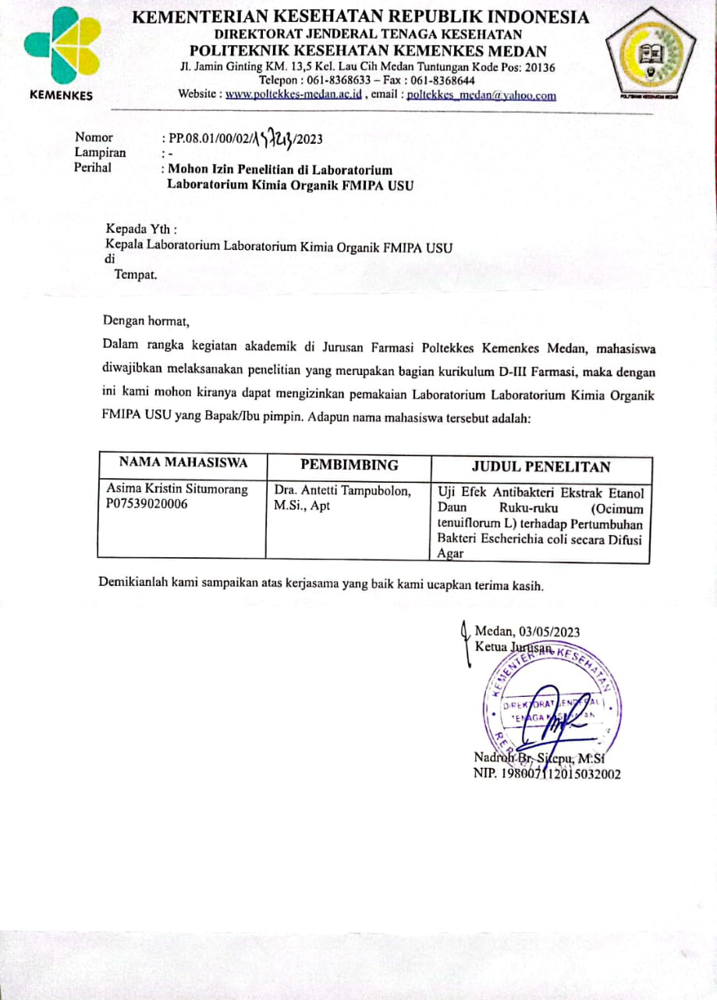 KEMENTERIAN KESEHATAN REPUBLIK INDONESIA
DIREKTORAT JENDERAL TENAGA KESEHATAN
POLITEKNIK KESEHATAN KEMENKES MEDAN
Jl. Jamin Ginting KM. 13,5 Kel. Lau Cih Medan Tuntungan Kode Pos: 20136
Telepon : 061-8368633 – Fax : 061-8368644
Website : www.poltekkes-medan.ac.id , email : poltekkes_medan@yahoo.com
KEMENKES
POLITEKNIK KESEHATAN MEDAN
Nomor : PP.08.01/00/02/ /2023
Lampiran : -
Perihal : Mohon Izin Penelitian di Laboratorium
Laboratorium Kimia Organik FMIPA USU
Kepada Yth :
Kepala Laboratorium Laboratorium Kimia Organik FMIPA USU
di
Tempat.
Dengan hormat,
Dalam rangka kegiatan akademik di Jurusan Farmasi Poltekkes Kemenkes Medan, mahasiswa
diwajibkan melaksanakan penelitian yang merupakan bagian kurikulum D-III Farmasi, maka dengan
ini kami mohon kiranya dapat mengizinkan pemakaian Laboratorium Laboratorium Kimia Organik
FMIPA USU yang Bapak/Ibu pimpin. Adapun nama mahasiswa tersebut adalah:
NAMA MAHASISWA PEMBIMBING JUDUL PENELITAN
Asima Kristin Situmorang
P07539020006
Dra. Antetti Tampubolon,
M.Si., Apt
Uji Efek Antibakteri Ekstrak Etanol
Daun Ruku-ruku (Ocimum
tenuiflorum L) terhadap Pertumbuhan
Bakteri Escherichia coli secara Difusi
Agar
Demikianlah kami sampaikan atas kerjasama yang baik kami ucapkan terima kasih.
Medan, 03/05/2023
Ketua Jurusan,
KEMENTERIAN KESEHATAN
DIREKTORAT JENDERAL
TENAGA KESEHATAN
Nadroh Br. Sitepu, M.Si
NIP. 198007112015032002